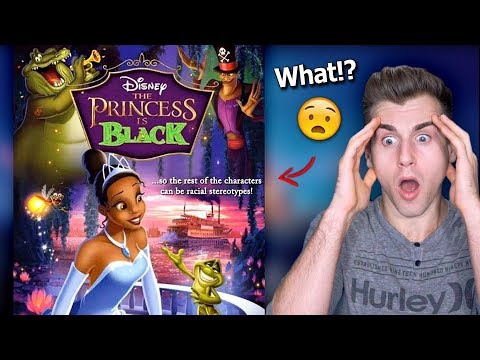 What!?
DISNEY
THE
PRINCESS
IS
BLACK
...so the rest of the characters
can be racial stereotypes!
Hurley